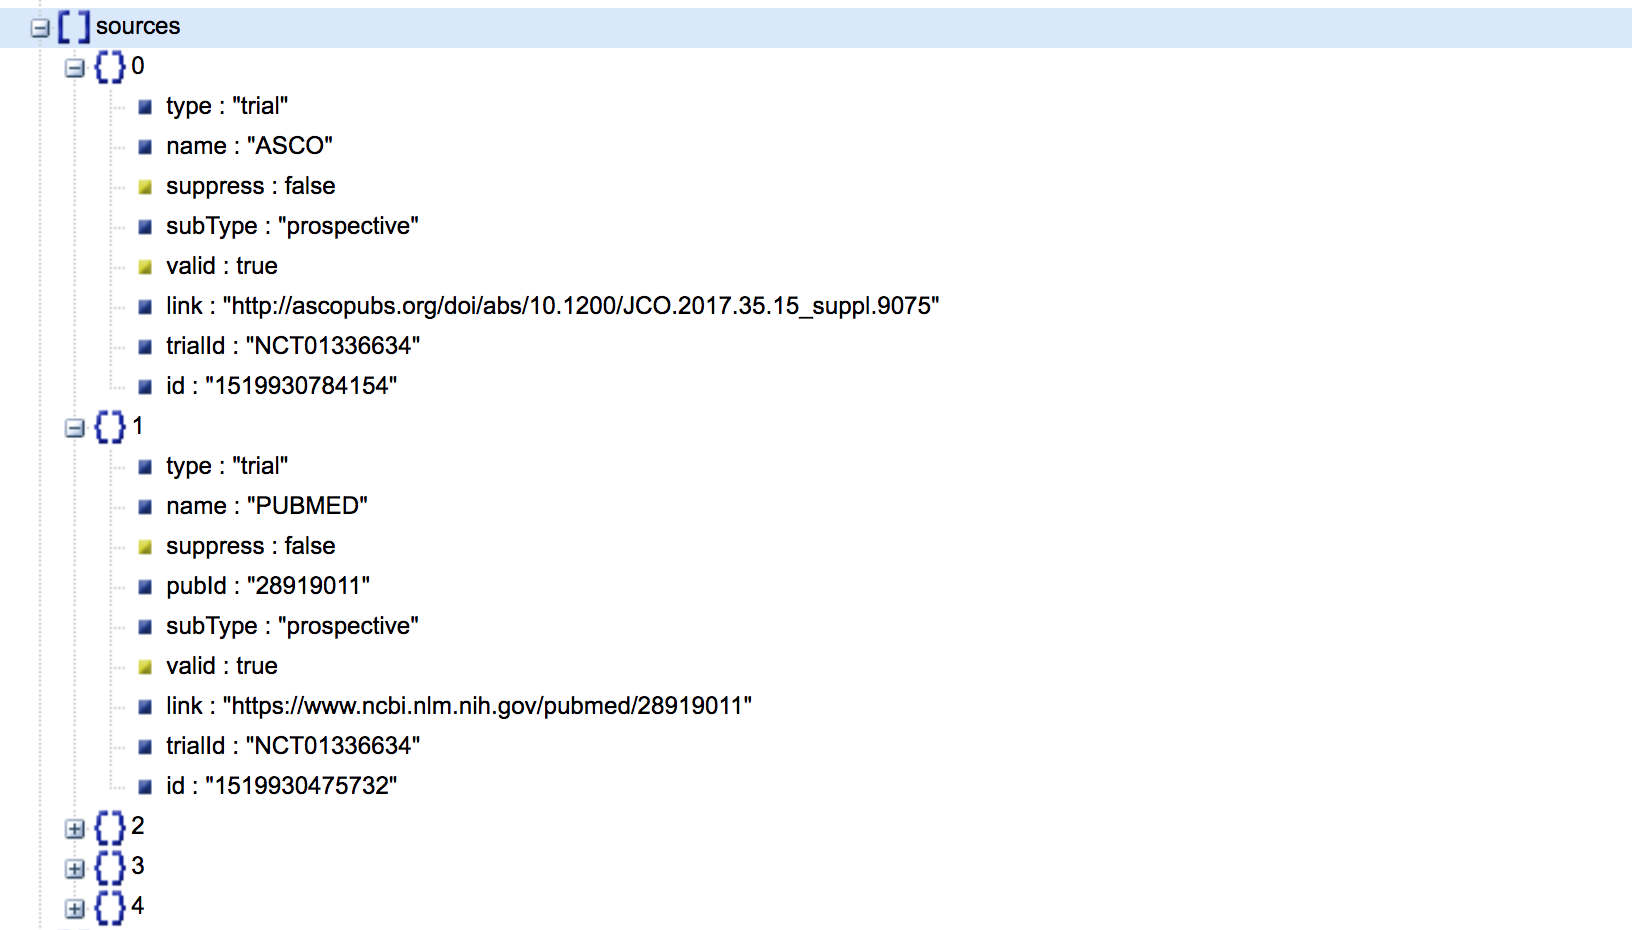 sources
0
type : "trial"
name : "ASCO"
suppress : false
subType : "prospective"
valid : true
link : "http://ascopubs.org/doi/abs/10.1200/JCO.2017.35.15_suppl.9075"
trialId : "NCT01336634"
id : "1519930784154"
1
type : "trial"
name : "PUBMED"
suppress : false
pubId : "28919011"
subType : "prospective"
valid : true
link : "https://www.ncbi.nlm.nih.gov/pubmed/28919011"
trialId : "NCT01336634"
id : "1519930475732"
2
3
4